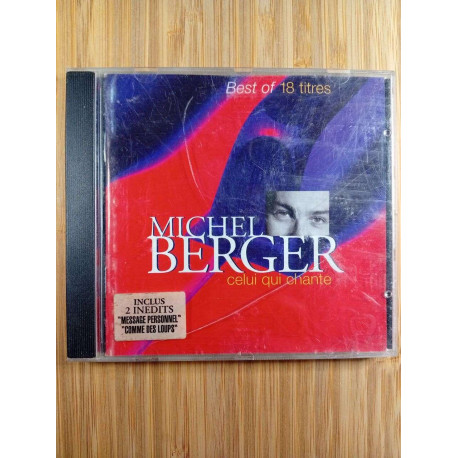 Best of 18 titres
MICHEL
BERGER
celui qui chante
INCLUS
2 INEDITS
"MESSAGE PERSONNEL"
"COMME DES LOUPS"